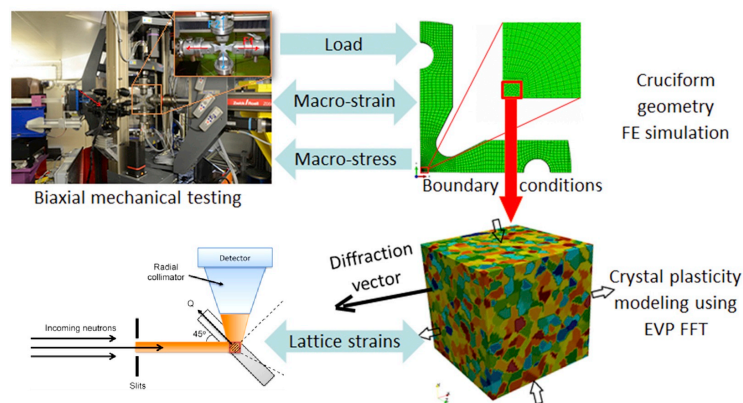 F1
Load
Macro-strain
Macro-stress
Biaxial mechanical testing
Cruciform
geometry
FE simulation
Boundary conditions
Detector
Radial
collimator
Q
Incoming neutrons
45°
Slits
Diffraction
vector
Lattice strains
Crystal plasticity
modeling using
EVP FFT